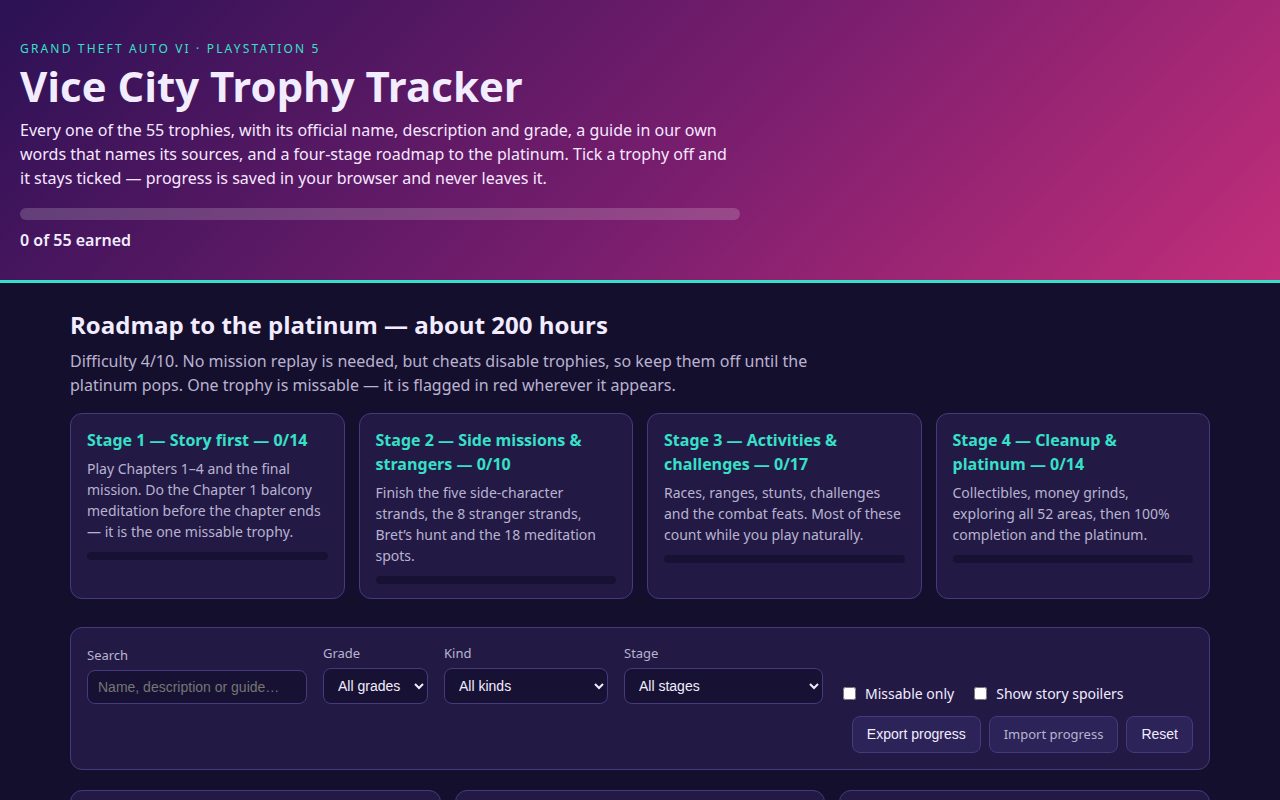 GRAND THEFT AUTO VI · PLAYSTATION 5
Vice City Trophy Tracker
Every one of the 55 trophies, with its official name, description and grade, a guide in our own
words that names its sources, and a four-stage roadmap to the platinum. Tick a trophy off and
it stays ticked — progress is saved in your browser and never leaves it.
0 of 55 earned
Roadmap to the platinum — about 200 hours
Difficulty 4/10. No mission replay is needed, but cheats disable trophies, so keep them off until the
platinum pops. One trophy is missable — it is flagged in red wherever it appears.
Stage 1 — Story first — 0/14
Play Chapters 1–4 and the final
mission. Do the Chapter 1 balcony
meditation before the chapter ends
— it is the one missable trophy.
Stage 2 — Side missions &
strangers — 0/10
Finish the five side-character
strands, the 8 stranger strands,
Bret's hunt and the 18 meditation
spots.
Stage 3 — Activities &
challenges — 0/17
Races, ranges, stunts, challenges
and the combat feats. Most of these
count while you play naturally.
Stage 4 — Cleanup &
platinum — 0/14
Collectibles, money grinds,
exploring all 52 areas, then 100%
completion and the platinum.
Search
Name, description or guide…
Grade
All grades
Kind
All kinds
Stage
All stages
Missable only
Show story spoilers
Export progress
Import progress
Reset